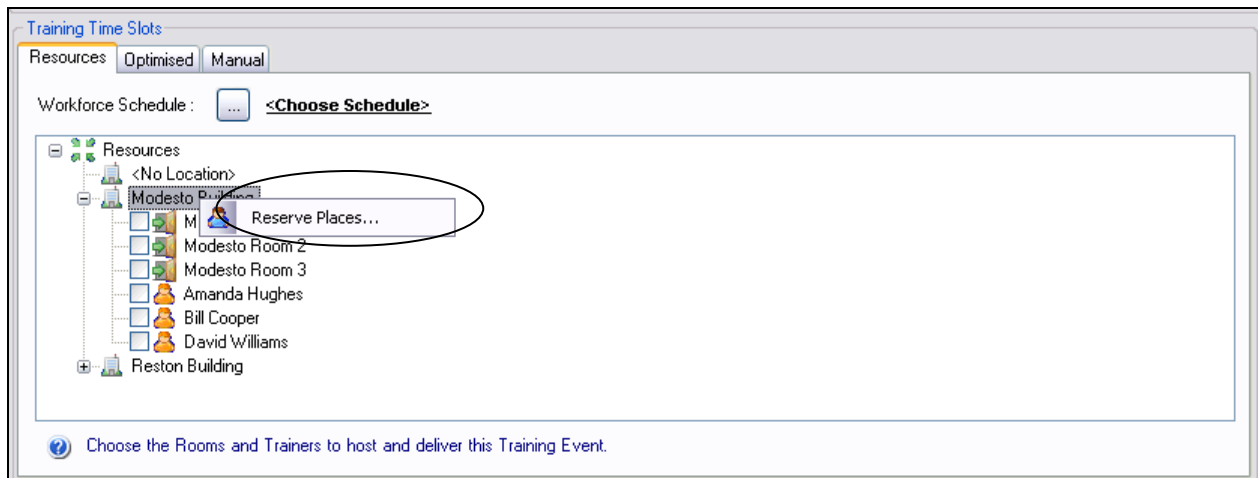 Training Time Slots
Resources Optimised Manual
Workforce Schedule : ... <Choose Schedule>
Resources
<No Location>
Modesto Building
M Reserve Places...
Modesto Room 2
Modesto Room 3
Amanda Hughes
Bill Cooper
David Williams
Reston Building
Choose the Rooms and Trainers to host and deliver this Training Event.